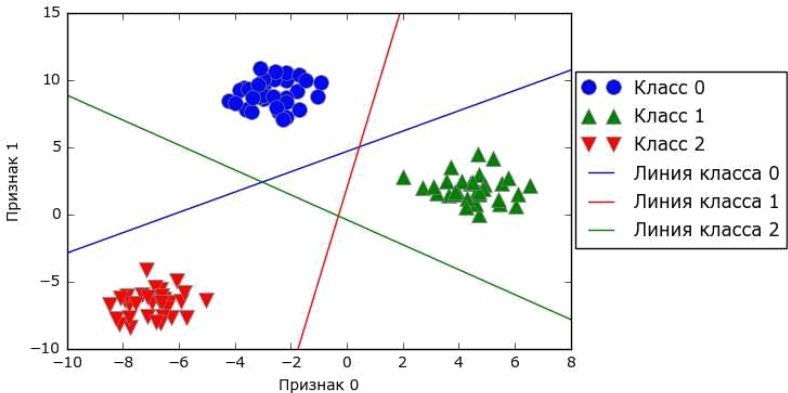 15
10
5
0
−5
−10
Признак 1
−10 −8 −6 −4 −2 0 2 4 6 8
Признак 0
Класс 0
Класс 1
Класс 2
Линия класса 0
Линия класса 1
Линия класса 2